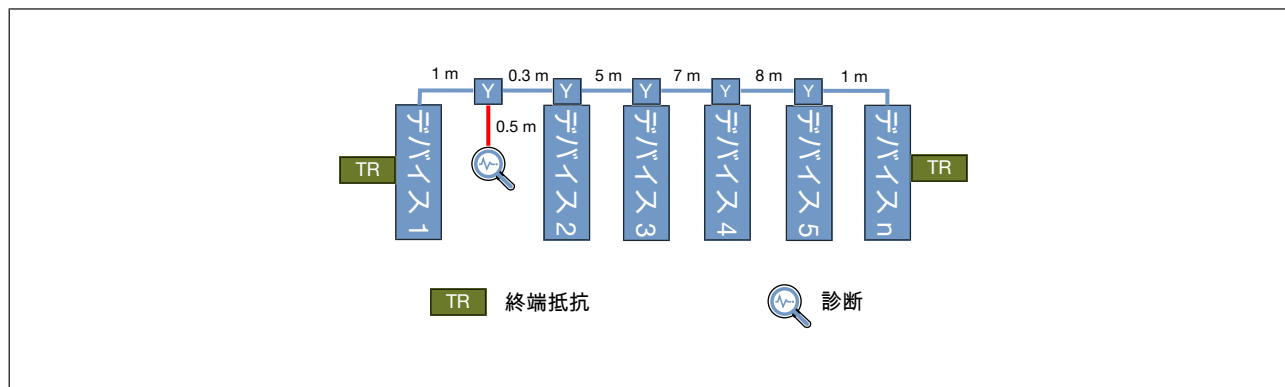 1 m 0.3 m 5 m 7 m 8 m 1 m
Y Y Y Y Y
0.5 m
TR デバイス1 デバイス2 デバイス3 デバイス4 デバイス5 デバイスn TR
TR 終端抵抗 診断